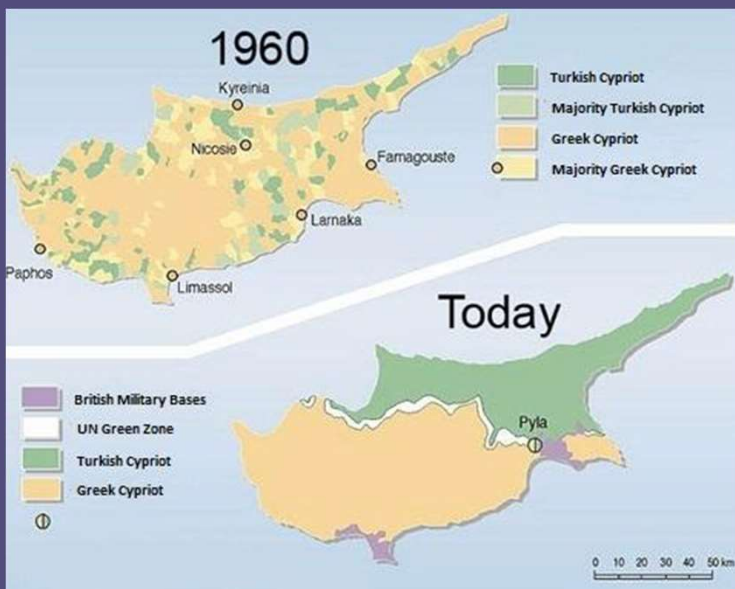 1960
Kyreinia
Nicosie
Famagouste
Larnaka
Paphos
Limassol
Turkish Cypriot
Majority Turkish Cypriot
Greek Cypriot
Majority Greek Cypriot
Today
Pyla
British Military Bases
UN Green Zone
Turkish Cypriot
Greek Cypriot
0 10 20 30 40 50 km